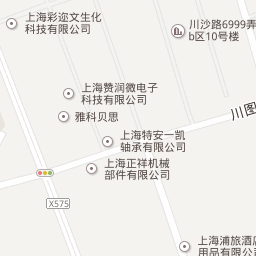 上海彩迩文生化
科技有限公司
川沙路6999弄
b区10号楼
上海赞润微电子
科技有限公司
雅科贝思
川图
上海特安一凯
轴承有限公司
上海正祥机械
部件有限公司
X575
上海浦旅酒店
用品有限公司